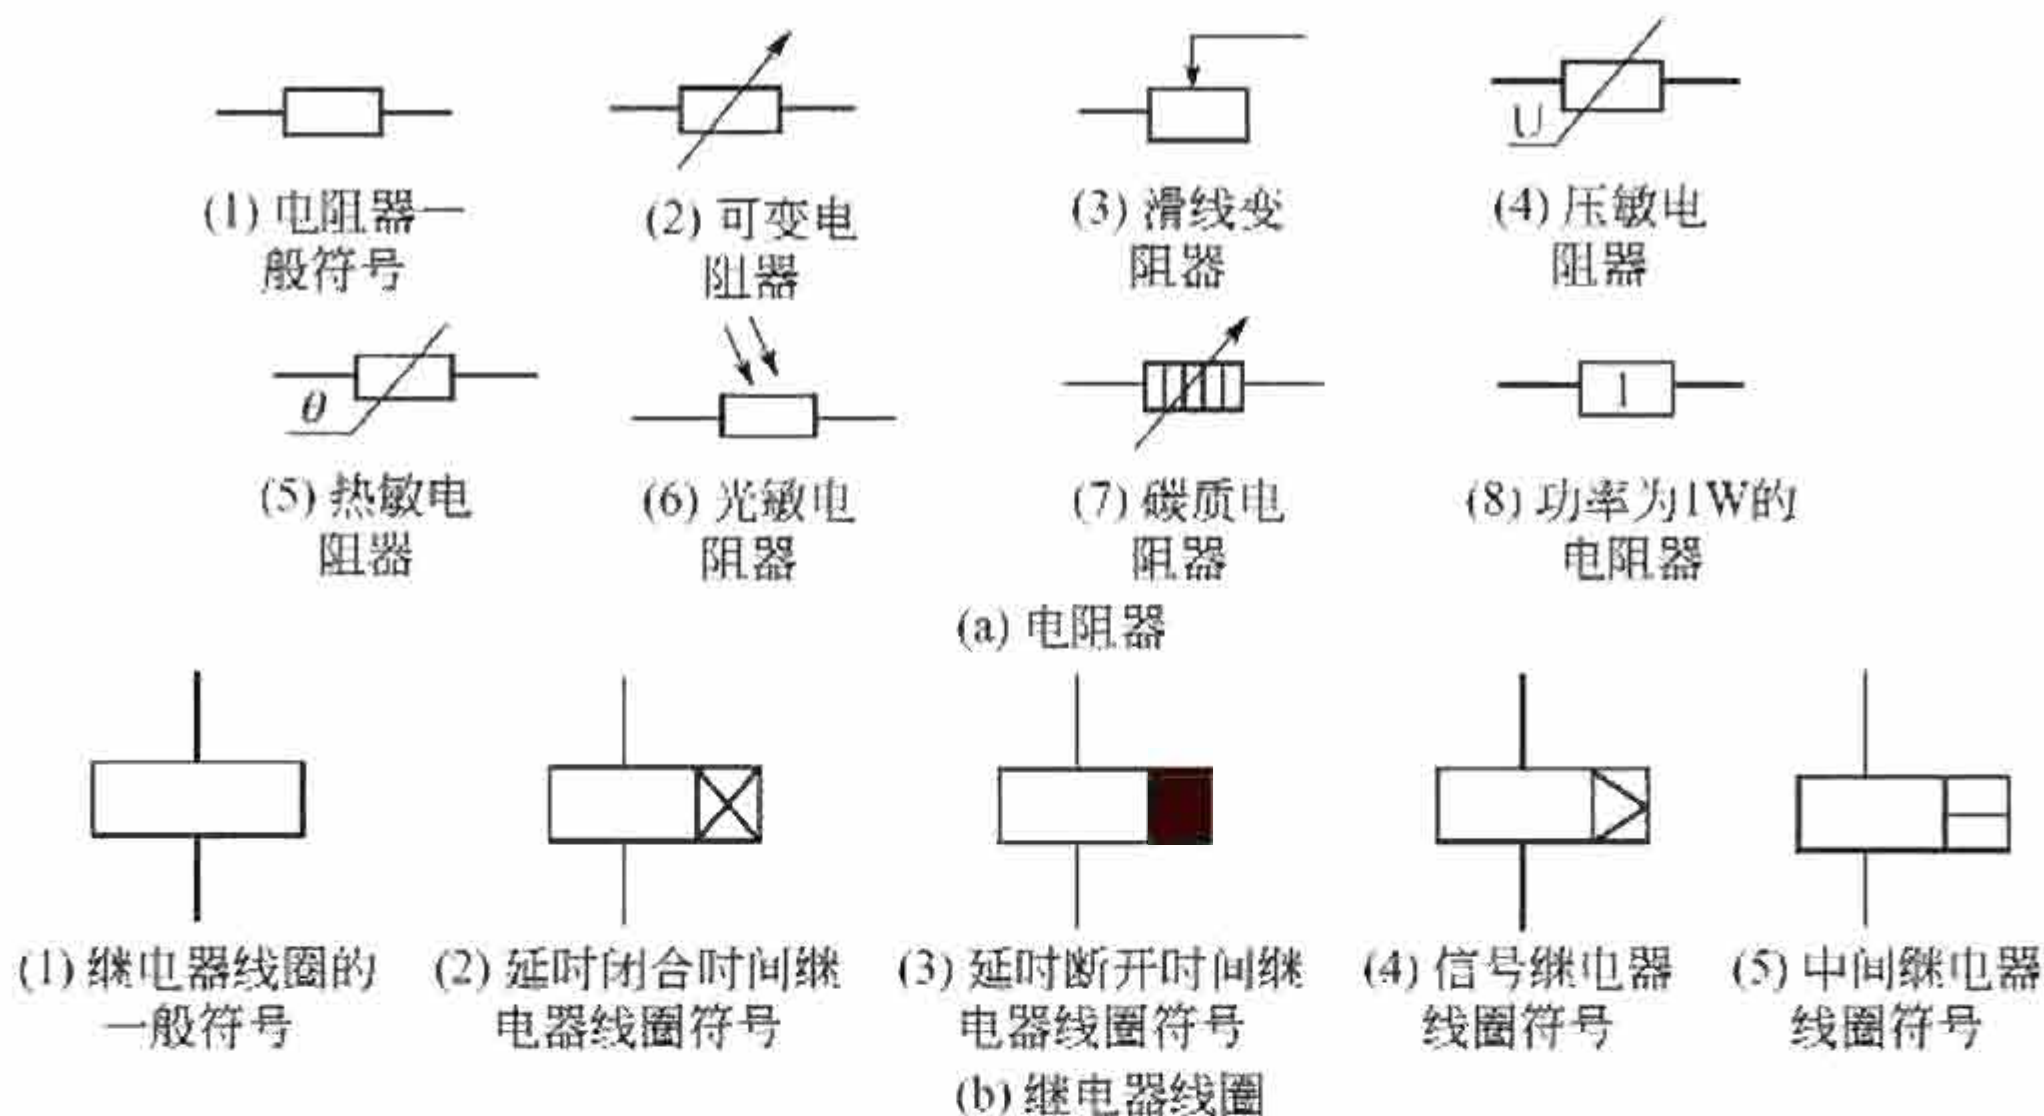 U
(1) 电阻器一
般符号
(2) 可变电
阻器
(3) 滑线变
阻器
(4) 压敏电
阻器
θ
1
(5) 热敏电
阻器
(6) 光敏电
阻器
(7) 碳质电
阻器
(8) 功率为1W的
电阻器
(a) 电阻器
(1) 继电器线圈的
一般符号
(2) 延时闭合时间继
电器线圈符号
(3) 延时断开时间继
电器线圈符号
(4) 信号继电器
线圈符号
(5) 中间继电器
线圈符号
(b) 继电器线圈